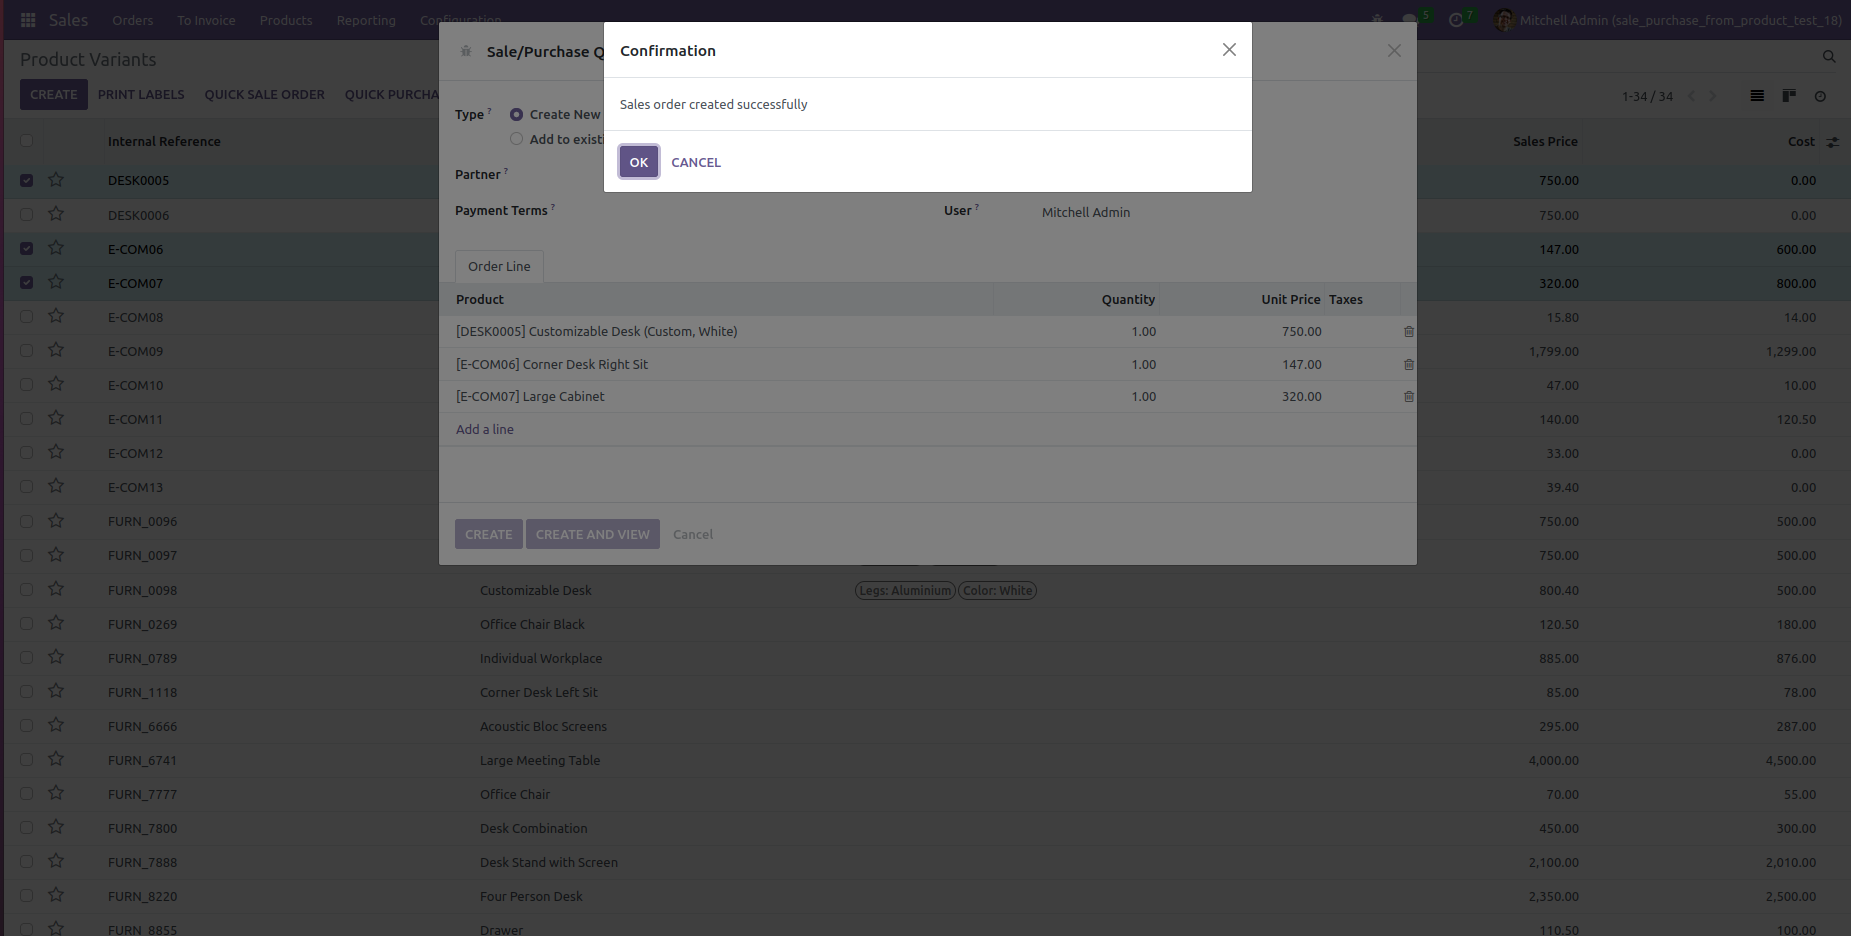 Sales Orders To Invoice Products Reporting Configuration 5 7 Mitchell Admin (sale_purchase_from_product_test_18)
Product Variants
CREATE PRINT LABELS QUICK SALE ORDER QUICK PURCHA
1-34 / 34
Internal Reference Sales Price Cost
DESK0005 750.00 0.00
DESK0006 750.00 0.00
E-COM06 147.00 600.00
E-COM07 320.00 800.00
E-COM08 15.80 14.00
E-COM09 1,799.00 1,299.00
E-COM10 47.00 10.00
E-COM11 140.00 120.50
E-COM12 33.00 0.00
E-COM13 39.40 0.00
FURN_0096 750.00 500.00
FURN_0097 750.00 500.00
FURN_0098 Customizable Desk Legs: Aluminium Color: White 800.40 500.00
FURN_0269 Office Chair Black 120.50 180.00
FURN_0789 Individual Workplace 885.00 876.00
FURN_1118 Corner Desk Left Sit 85.00 78.00
FURN_6666 Acoustic Bloc Screens 295.00 287.00
FURN_6741 Large Meeting Table 4,000.00 4,500.00
FURN_7777 Office Chair 70.00 55.00
FURN_7800 Desk Combination 450.00 300.00
FURN_7888 Desk Stand with Screen 2,100.00 2,010.00
FURN_8220 Four Person Desk 2,350.00 2,500.00
FURN_8855 Drawer 110.50 100.00
Sale/Purchase Q
Type ? Create New
Add to existi
Partner ?
Payment Terms ? User ? Mitchell Admin
Order Line
Product Quantity Unit Price Taxes
[DESK0005] Customizable Desk (Custom, White) 1.00 750.00
[E-COM06] Corner Desk Right Sit 1.00 147.00
[E-COM07] Large Cabinet 1.00 320.00
Add a line
CREATE CREATE AND VIEW Cancel
Confirmation
Sales order created successfully
OK CANCEL